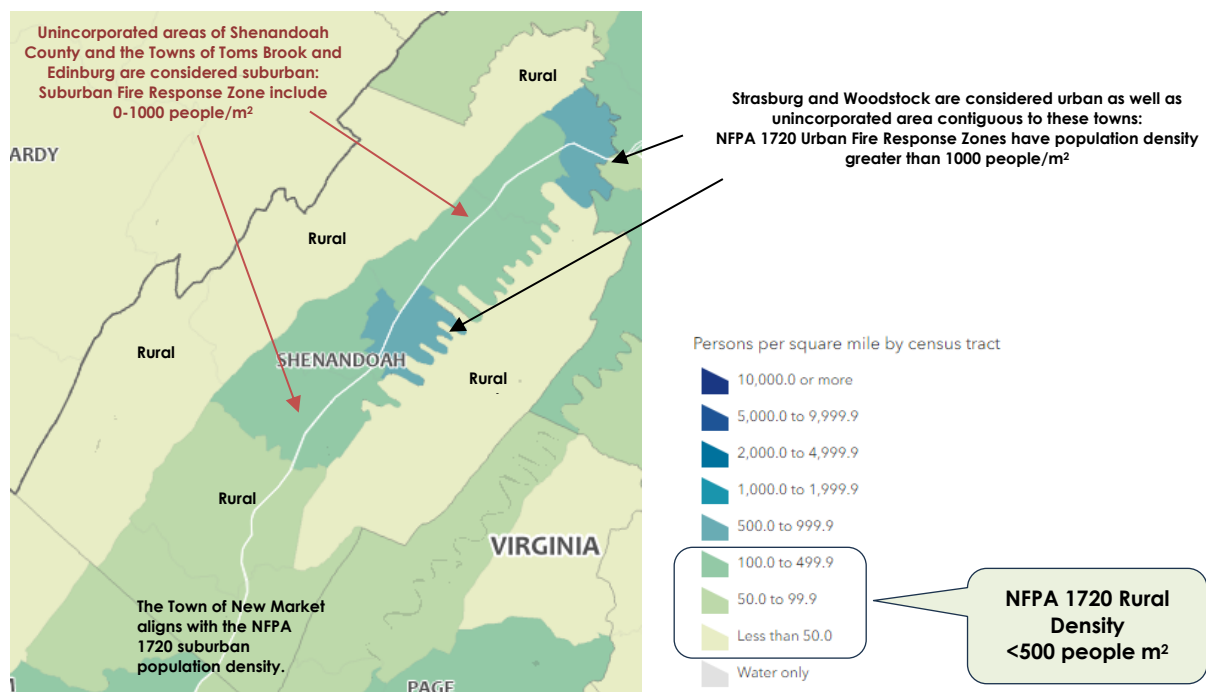 Unincorporated areas of Shenandoah
County and the Towns of Toms Brook and
Edinburg are considered suburban:
Suburban Fire Response Zone include
0-1000 people/m²
Rural
Strasburg and Woodstock are considered urban as well as
unincorporated area contiguous to these towns:
NFPA 1720 Urban Fire Response Zones have population density
greater than 1000 people/m²
ARDY
Rural
Rural
SHENANDOAH
Rural
Rural
VIRGINIA
The Town of New Market
aligns with the NFPA
1720 suburban
population density.
PAGE
Persons per square mile by census tract
10,000.0 or more
5,000.0 to 9,999.9
2,000.0 to 4,999.9
1,000.0 to 1,999.9
500.0 to 999.9
100.0 to 499.9
50.0 to 99.9
Less than 50.0
Water only
NFPA 1720 Rural
Density
<500 people m²